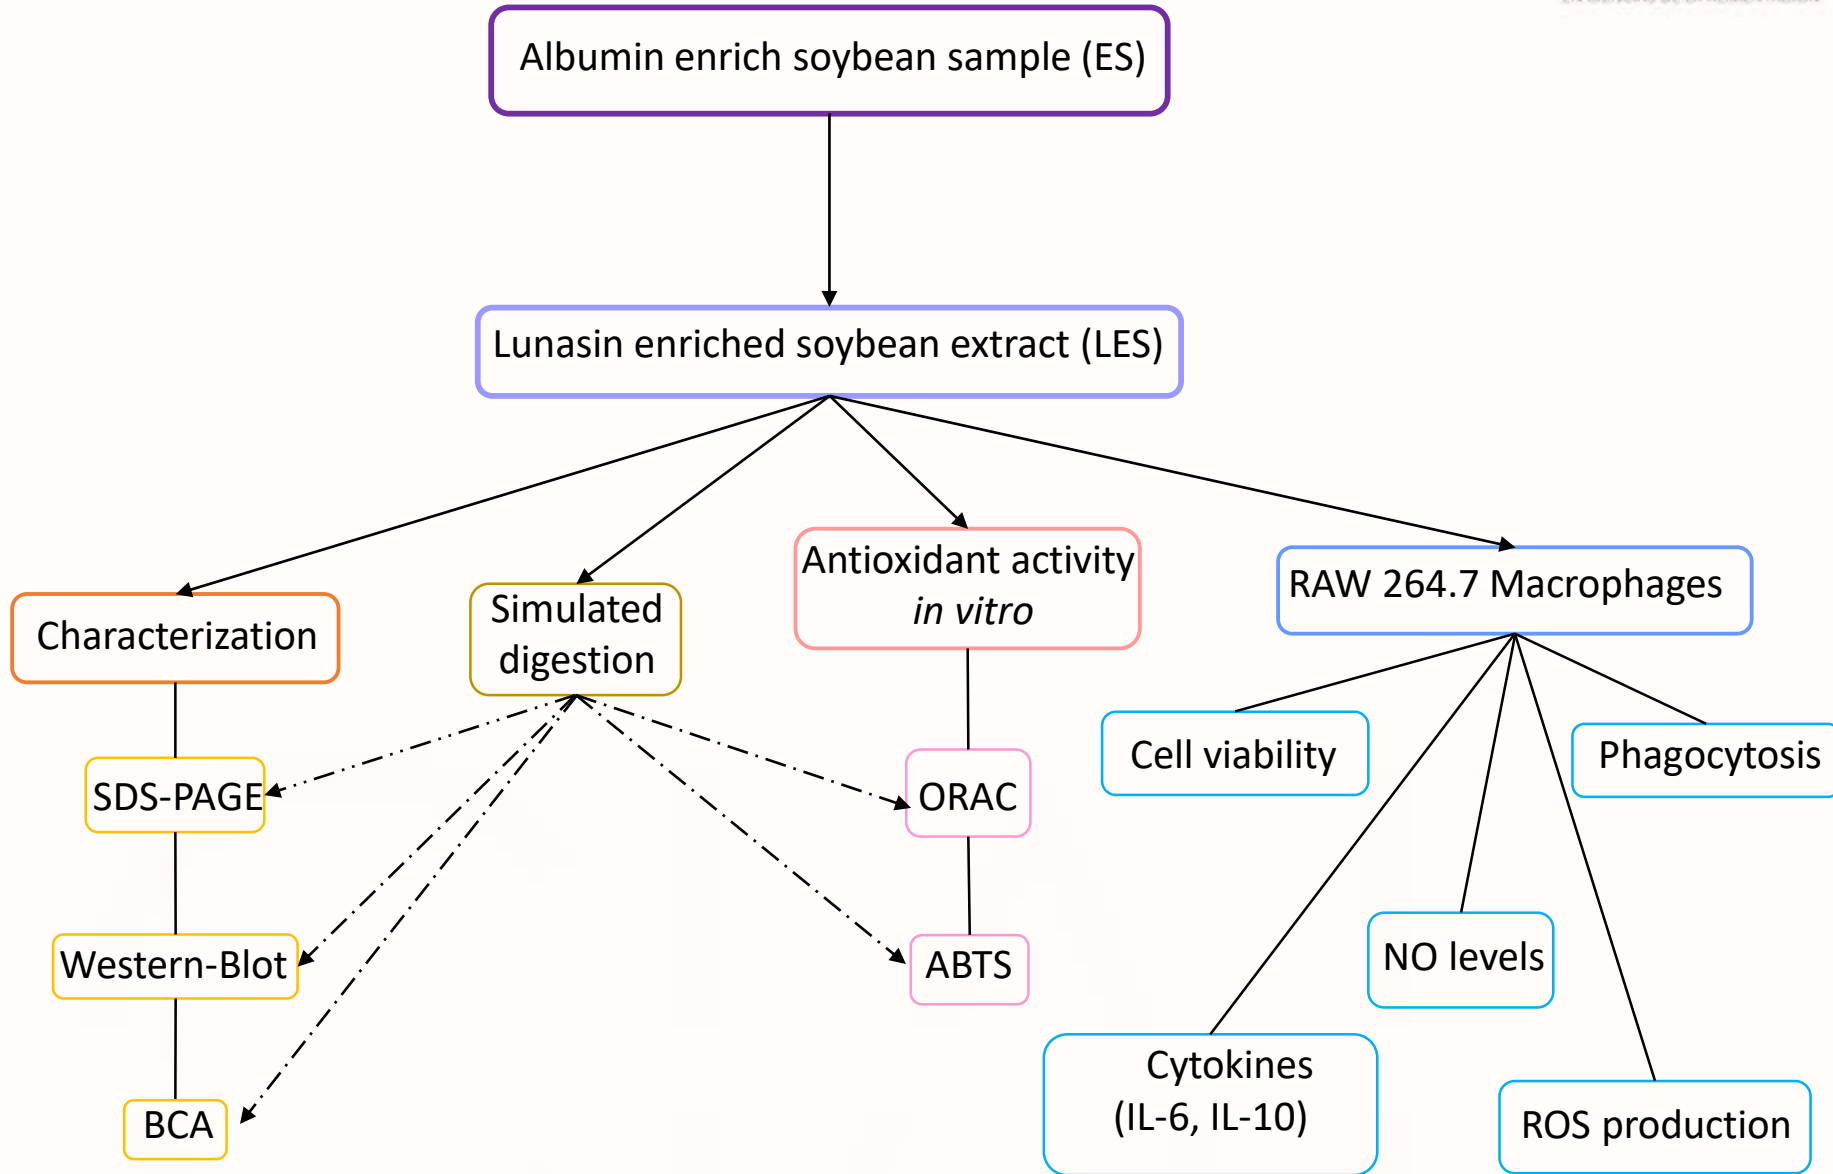 Albumin enrich soybean sample (ES)
Lunasin enriched soybean extract (LES)
Characterization
Simulated
digestion
Antioxidant activity
in vitro
RAW 264.7 Macrophages
SDS-PAGE
Western-Blot
BCA
ORAC
ABTS
Cell viability
Phagocytosis
NO levels
Cytokines
(IL-6, IL-10)
ROS production